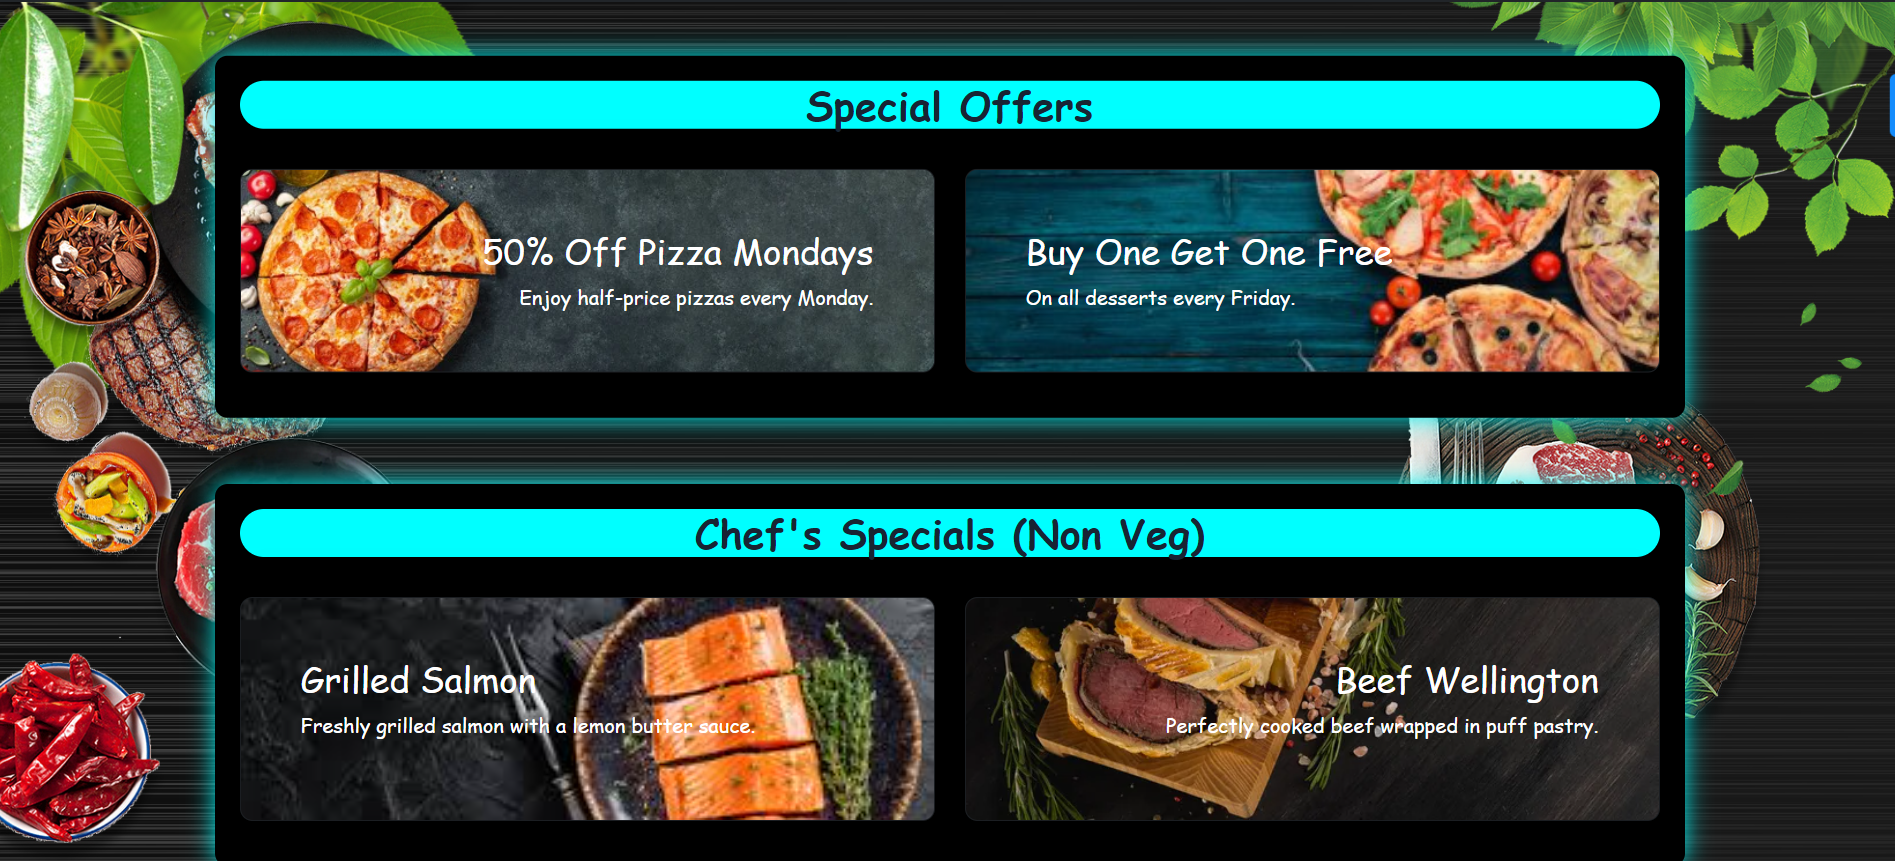 Special Offers
50% Off Pizza Mondays
Enjoy half-price pizzas every Monday.
Buy One Get One Free
On all desserts every Friday.
Chef's Specials (Non Veg)
Grilled Salmon
Freshly grilled salmon with a lemon butter sauce.
Beef Wellington
Perfectly cooked beef wrapped in puff pastry.